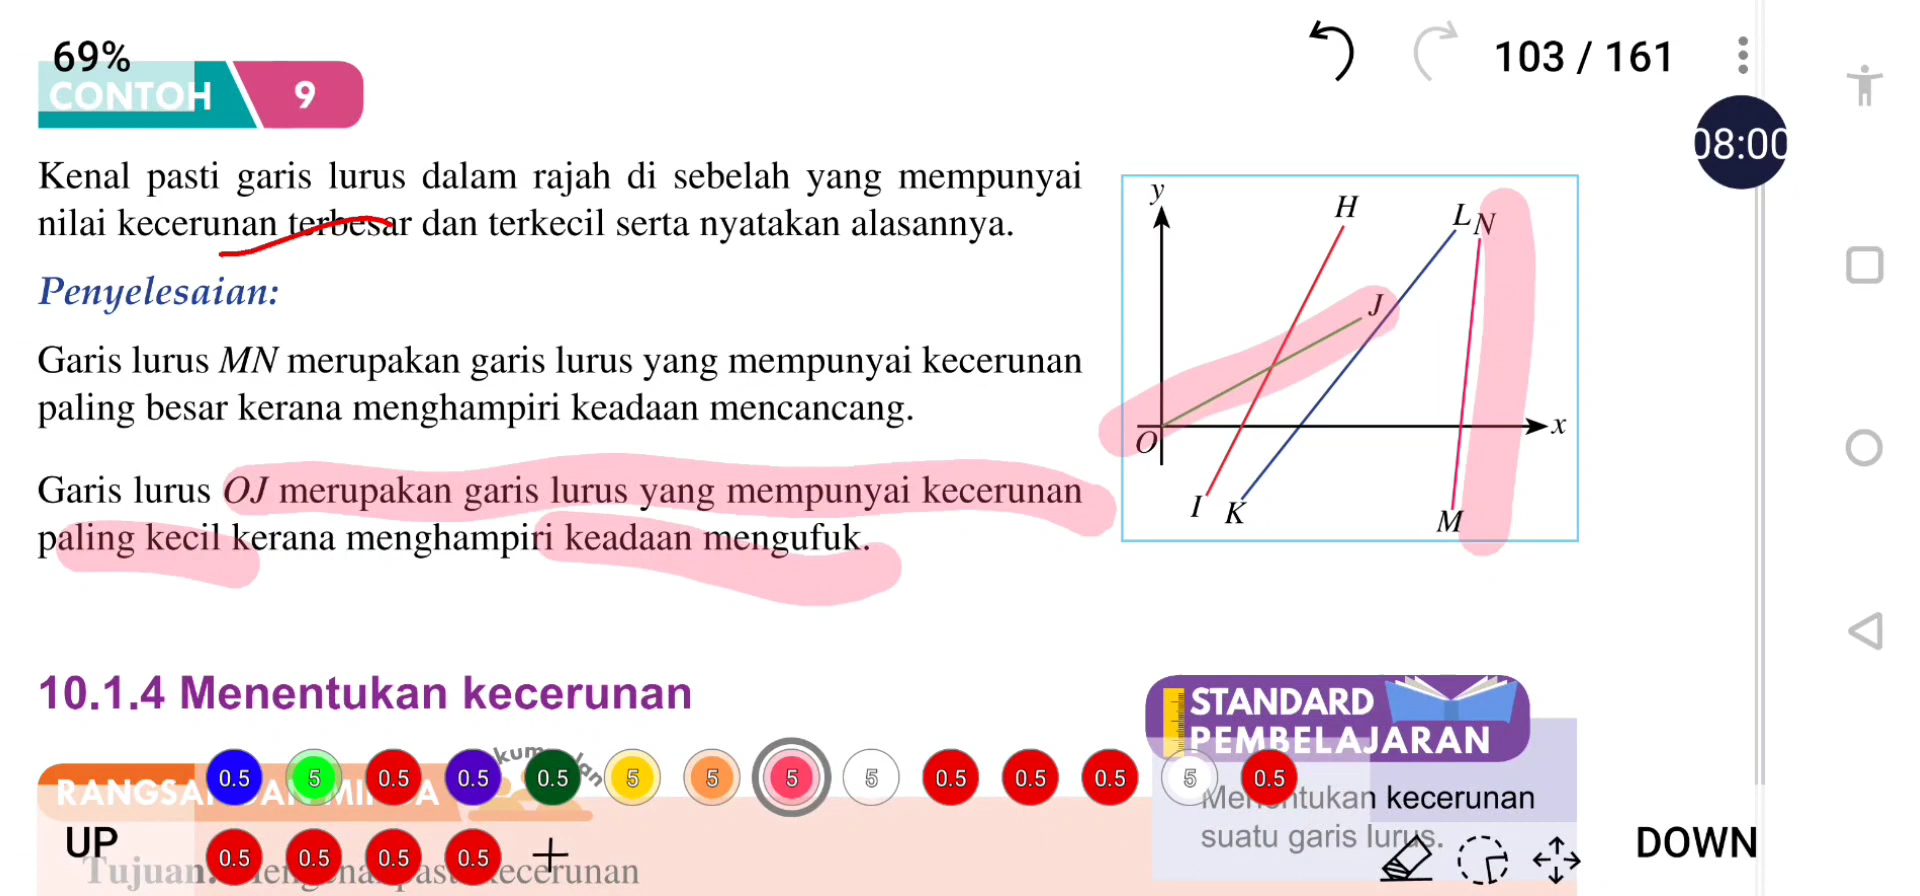 69%
103 / 161
CONTOH 9
08:00
Kenal pasti garis lurus dalam rajah di sebelah yang mempunyai
nilai kecerunan terbesar dan terkecil serta nyatakan alasannya.
Penyelesaian:
Garis lurus MN merupakan garis lurus yang mempunyai kecerunan
paling besar kerana menghampiri keadaan mencancang.
Garis lurus OJ merupakan garis lurus yang mempunyai kecerunan
paling kecil kerana menghampiri keadaan mengufuk.
y
H
L N
J
x
O
I K
M
10.1.4 Menentukan kecerunan
STANDARD
PEMBELAJARAN
Menentukan kecerunan
suatu garis lurus.
0.5 5 0.5 0.5 0.5 5 5 5 5 0.5 0.5 0.5 5 0.5
UP
0.5 0.5 0.5 0.5 +
DOWN
Tujuan: kecerunan